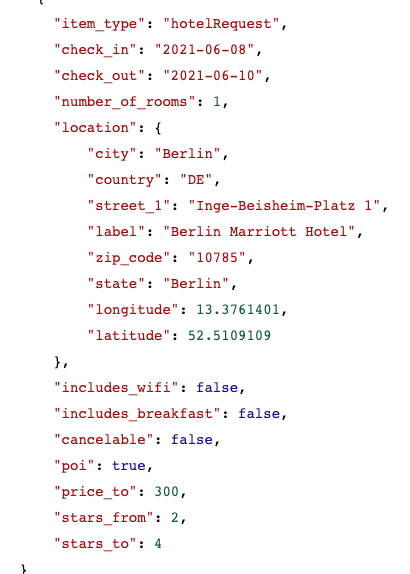 {
"item_type": "hotelRequest",
"check_in": "2021-06-08",
"check_out": "2021-06-10",
"number_of_rooms": 1,
"location": {
"city": "Berlin",
"country": "DE",
"street_1": "Inge-Beisheim-Platz 1",
"label": "Berlin Marriott Hotel",
"zip_code": "10785",
"state": "Berlin",
"longitude": 13.3761401,
"latitude": 52.5109109
},
"includes_wifi": false,
"includes_breakfast": false,
"cancelable": false,
"poi": true,
"price_to": 300,
"stars_from": 2,
"stars_to": 4
}